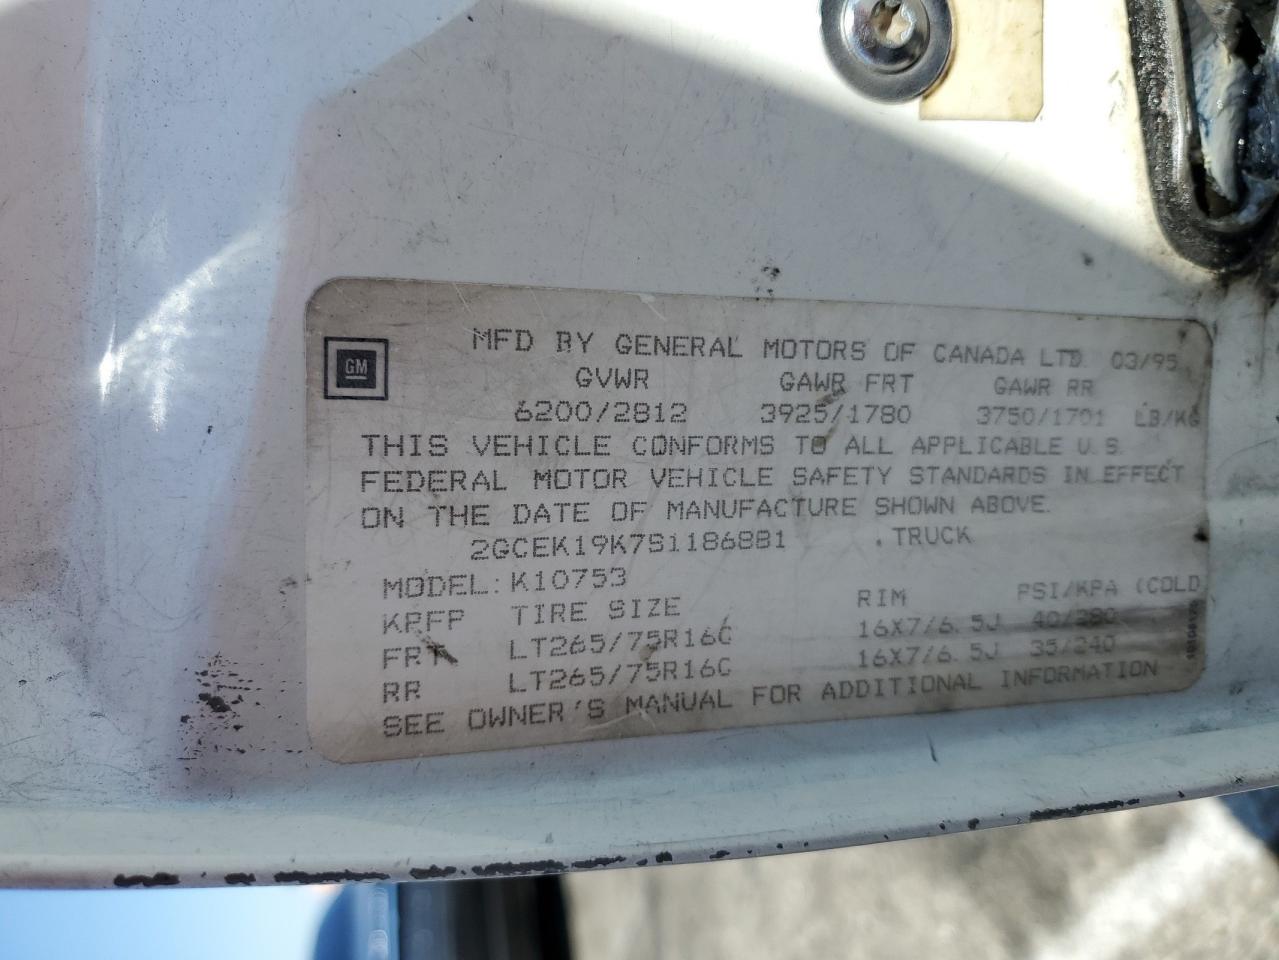 GM
MFD BY GENERAL MOTORS OF CANADA LTD. 03/95
GVWR GAWR FRT GAWR RR
6200/2812 3925/1780 3750/1701 LB/KG
THIS VEHICLE CONFORMS TO ALL APPLICABLE U.S.
FEDERAL MOTOR VEHICLE SAFETY STANDARDS IN EFFECT
ON THE DATE OF MANUFACTURE SHOWN ABOVE.
2GCEK19K7S1186881 .TRUCK
MODEL: K10753
KPFP TIRE SIZE RIM PSI/KPA (COLD
FRT LT265/75R16C 16X7/6.5J 40/280
RR LT265/75R16C 16X7/6.5J 35/240
SEE OWNER'S MANUAL FOR ADDITIONAL INFORMATION